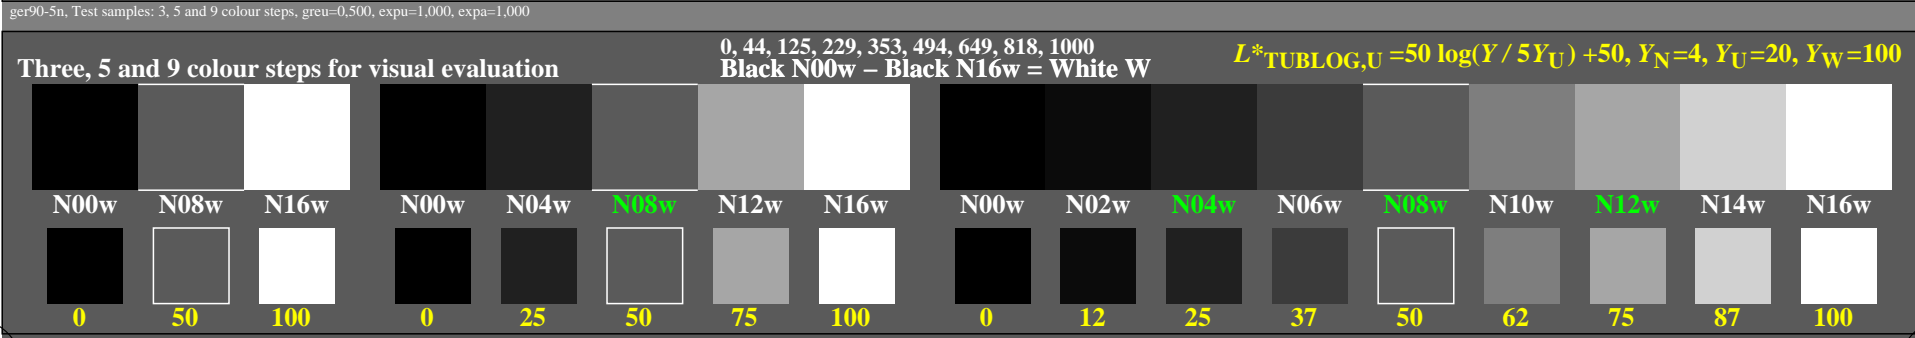 ger90-5n, Test samples: 3, 5 and 9 colour steps, greu=0,500, expu=1,000, expa=1,000
Three, 5 and 9 colour steps for visual evaluation
0, 44, 125, 229, 353, 494, 649, 818, 1000
Black N00w – Black N16w = White W
L*TUBLOG,U =50 log(Y / 5YU) +50, YN=4, YU=20, YW=100
N00w N08w N16w N00w N04w N08w N12w N16w N00w N02w N04w N06w N08w N10w N12w N14w N16w
0 50 100 0 25 50 75 100 0 12 25 37 50 62 75 87 100